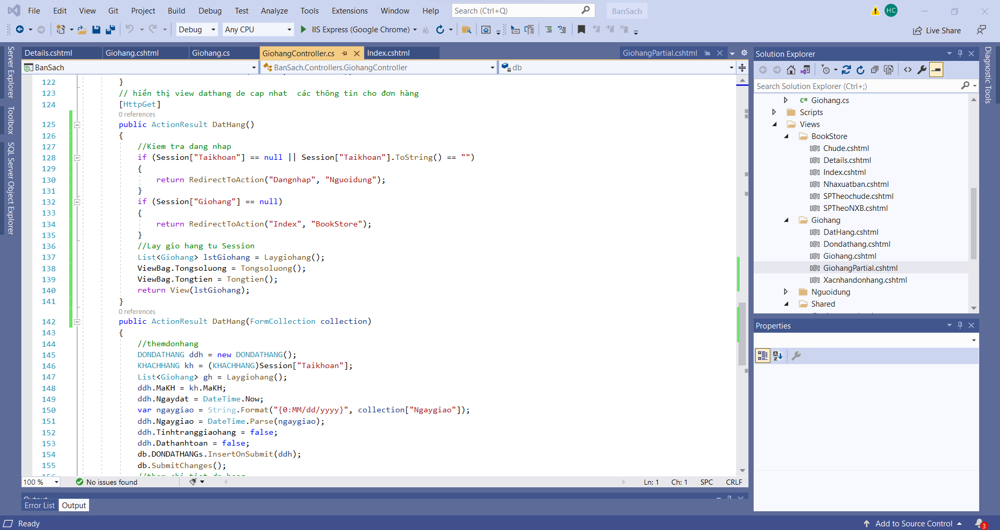 File Edit View Git Project Build Debug Test Analyze Tools Extensions Window Help Search (Ctrl+Q) BanSach HC
Debug Any CPU IIS Express (Google Chrome) Live Share
Server Explorer
Toolbox
SQL Server Object Explorer
Details.cshtml Giohang.cshtml Giohang.cs GiohangController.cs Index.cshtml GiohangPartial.cshtml
BanSach BanSach.Controllers.GiohangController db
122 }
123 // hiển thị view dathang de cap nhat  các thông tin cho đơn hàng
124 [HttpGet]
0 references
125 public ActionResult DatHang()
126 {
127 //Kiem tra dang nhap
128 if (Session["Taikhoan"] == null || Session["Taikhoan"].ToString() == "")
129 {
130 return RedirectToAction("Dangnhap", "Nguoidung");
131 }
132 if (Session["Giohang"] == null)
133 {
134 return RedirectToAction("Index", "BookStore");
135 }
136 //Lay gio hang tu Session
137 List<Giohang> lstGiohang = Laygiohang();
138 ViewBag.Tongsoluong = Tongsoluong();
139 ViewBag.Tongtien = Tongtien();
140 return View(lstGiohang);
141 }
0 references
142 public ActionResult DatHang(FormCollection collection)
143 {
144 //themdonhang
145 DONDATHANG ddh = new DONDATHANG();
146 KHACHHANG kh = (KHACHHANG)Session["Taikhoan"];
147 List<Giohang> gh = Laygiohang();
148 ddh.MaKH = kh.MaKH;
149 ddh.Ngaydat = DateTime.Now;
150 var ngaygiao = String.Format("{0:MM/dd/yyyy}", collection["Ngaygiao"]);
151 ddh.Ngaygiao = DateTime.Parse(ngaygiao);
152 ddh.Tinhtranggiaohang = false;
153 ddh.Dathanhtoan = false;
154 db.DONDATHANGs.InsertOnSubmit(ddh);
155 db.SubmitChanges();
100 % No issues found Ln: 1 Ch: 1 SPC CRLF
Output
Error List Output
Solution Explorer
Search Solution Explorer (Ctrl+;)
C# Giohang.cs
Scripts
Views
BookStore
[@] Chude.cshtml
[@] Details.cshtml
[@] Index.cshtml
[@] Nhaxuatban.cshtml
[@] SPTheochude.cshtml
[@] SPTheoNXB.cshtml
Giohang
[@] DatHang.cshtml
[@] Dondathang.cshtml
[@] Giohang.cshtml
[@] GiohangPartial.cshtml
[@] Xacnhandonhang.cshtml
Nguoidung
Shared
Properties
Diagnostic Tools
Ready Add to Source Control 3